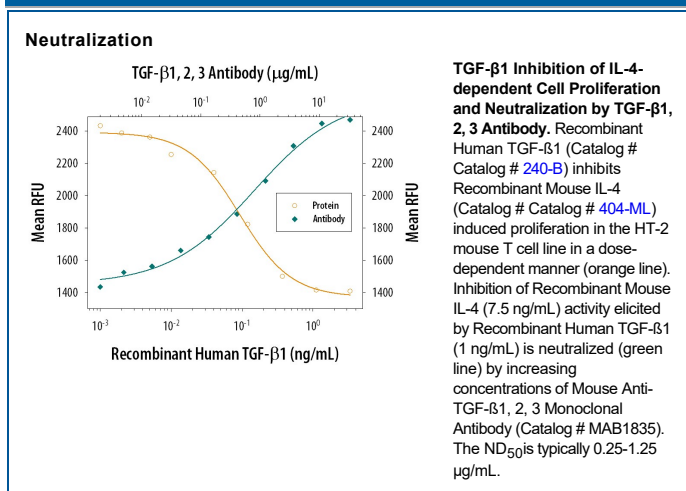 Neutralization
TGF-β1, 2, 3 Antibody (μg/mL)
10-2 10-1 100 101
2400 2400
2200 2200
2000 2000
1800 1800
1600 1600
1400 1400
Mean RFU
Mean RFU
Protein
Antibody
10-3 10-2 10-1 100
Recombinant Human TGF-β1 (ng/mL)
TGF-β1 Inhibition of IL-4-
dependent Cell Proliferation
and Neutralization by TGF-β1,
2, 3 Antibody. Recombinant
Human TGF-ß1 (Catalog #
Catalog # 240-B) inhibits
Recombinant Mouse IL-4
(Catalog # Catalog # 404-ML)
induced proliferation in the HT-2
mouse T cell line in a dose-
dependent manner (orange line).
Inhibition of Recombinant Mouse
IL-4 (7.5 ng/mL) activity elicited
by Recombinant Human TGF-ß1
(1 ng/mL) is neutralized (green
line) by increasing
concentrations of Mouse Anti-
TGF-ß1, 2, 3 Monoclonal
Antibody (Catalog # MAB1835).
The ND50is typically 0.25-1.25
µg/mL.